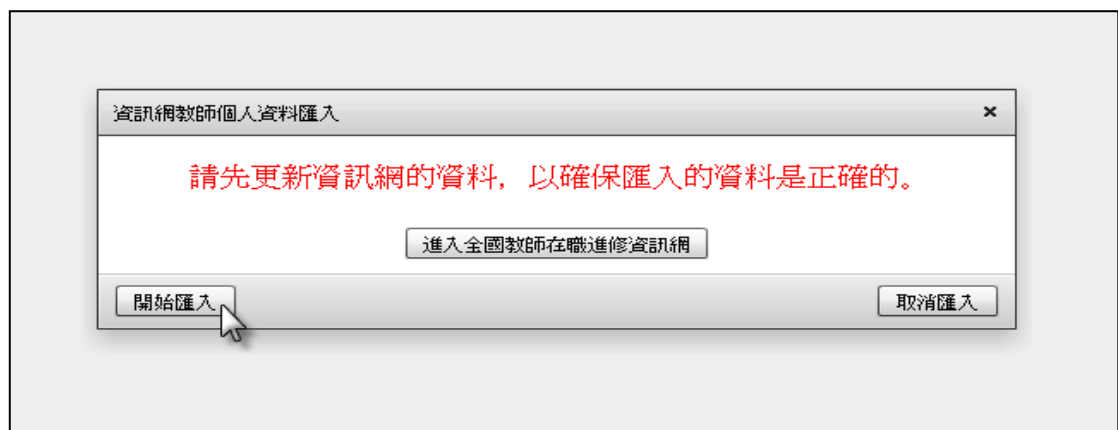 資訊網教師個人資料匯入
請先更新資訊網的資料，以確保匯入的資料是正確的。
進入全國教師在職進修資訊網
開始匯入
取消匯入